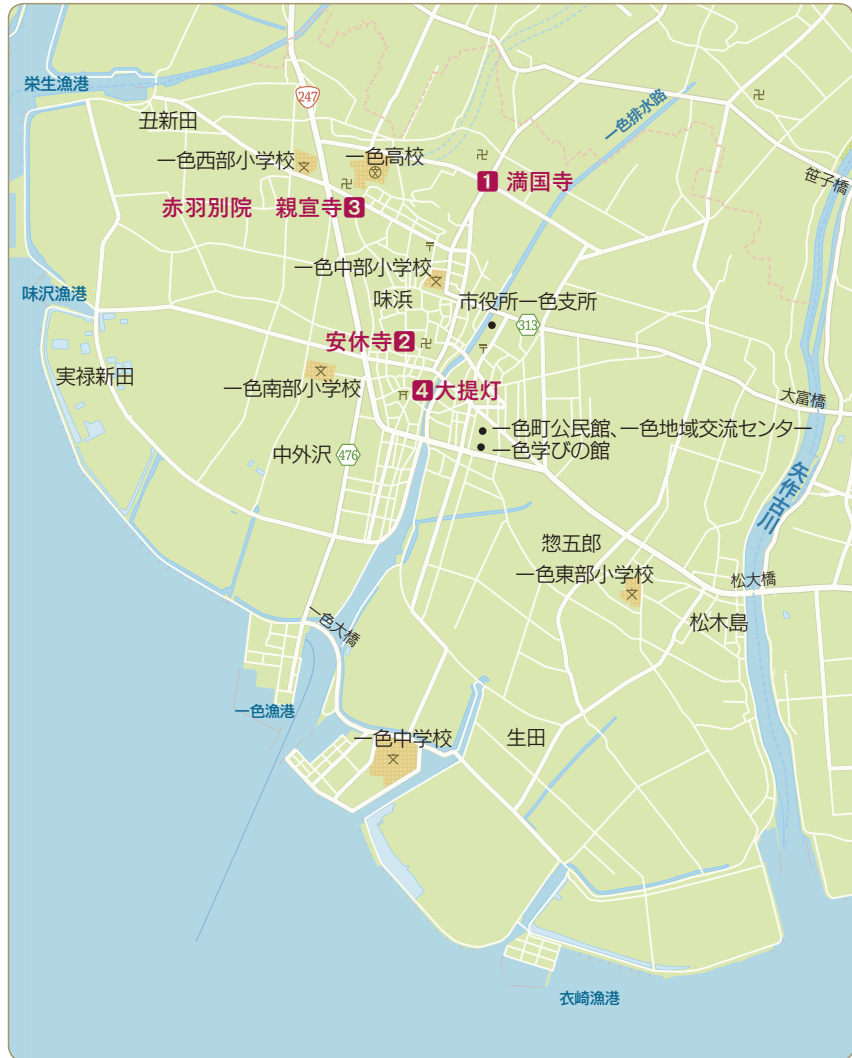 栄生漁港
247
丑新田
一色排水路
一色西部小学校
一色高校
1 満国寺
笹子橋
赤羽別院　親宣寺3
一色中部小学校
味沢漁港
味浜
市役所一色支所
313
安休寺2
実禄新田
一色南部小学校
4大提灯
大富橋
一色町公民館、一色地域交流センター
一色学びの館
中外沢
476
矢作古川
惣五郎
一色東部小学校
松大橋
松木島
一色大橋
一色漁港
一色中学校
生田
衣崎漁港